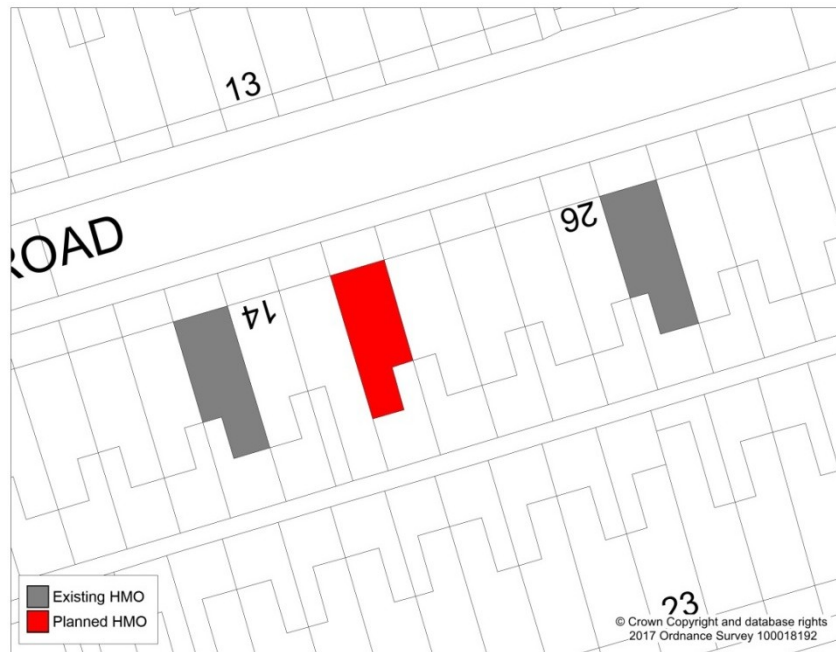 13
ROAD
26
14
23
Existing HMO
Planned HMO
© Crown Copyright and database rights
2017 Ordnance Survey 100018192